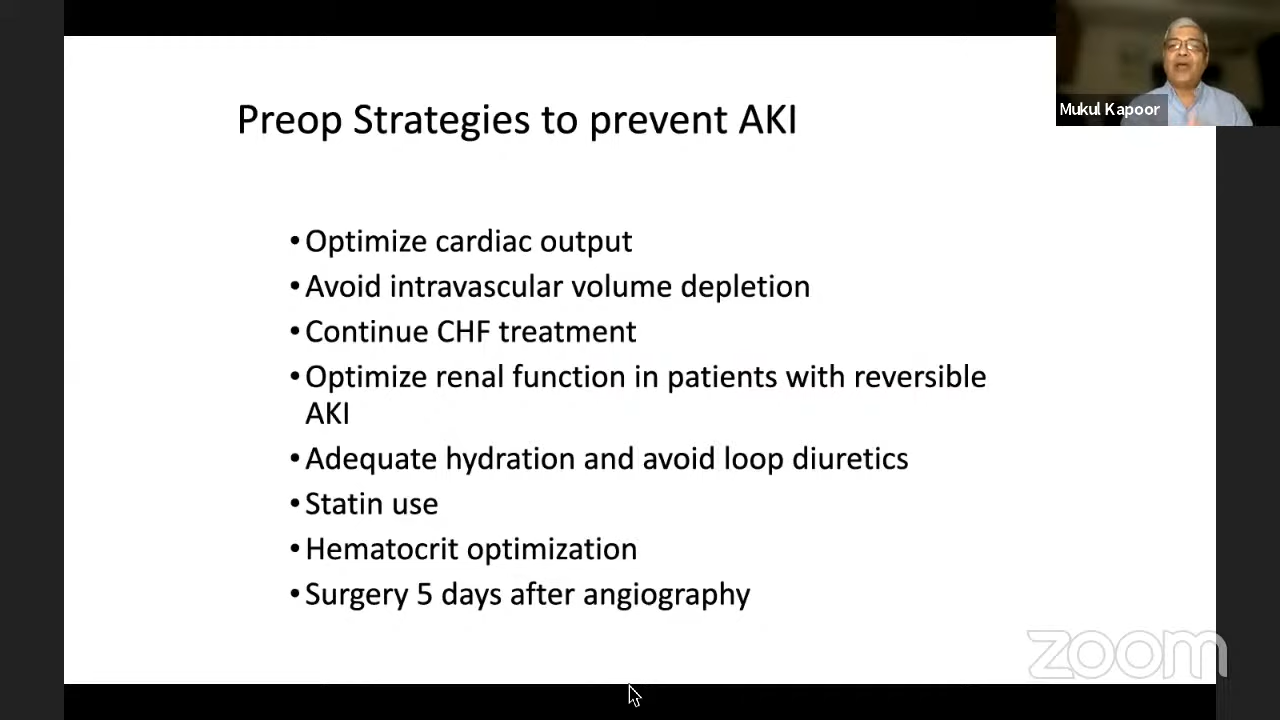 Preop Strategies to prevent AKI
Mukul Kapoor
•Optimize cardiac output
•Avoid intravascular volume depletion
•Continue CHF treatment
•Optimize renal function in patients with reversible
AKI
•Adequate hydration and avoid loop diuretics
•Statin use
•Hematocrit optimization
•Surgery 5 days after angiography
zoom